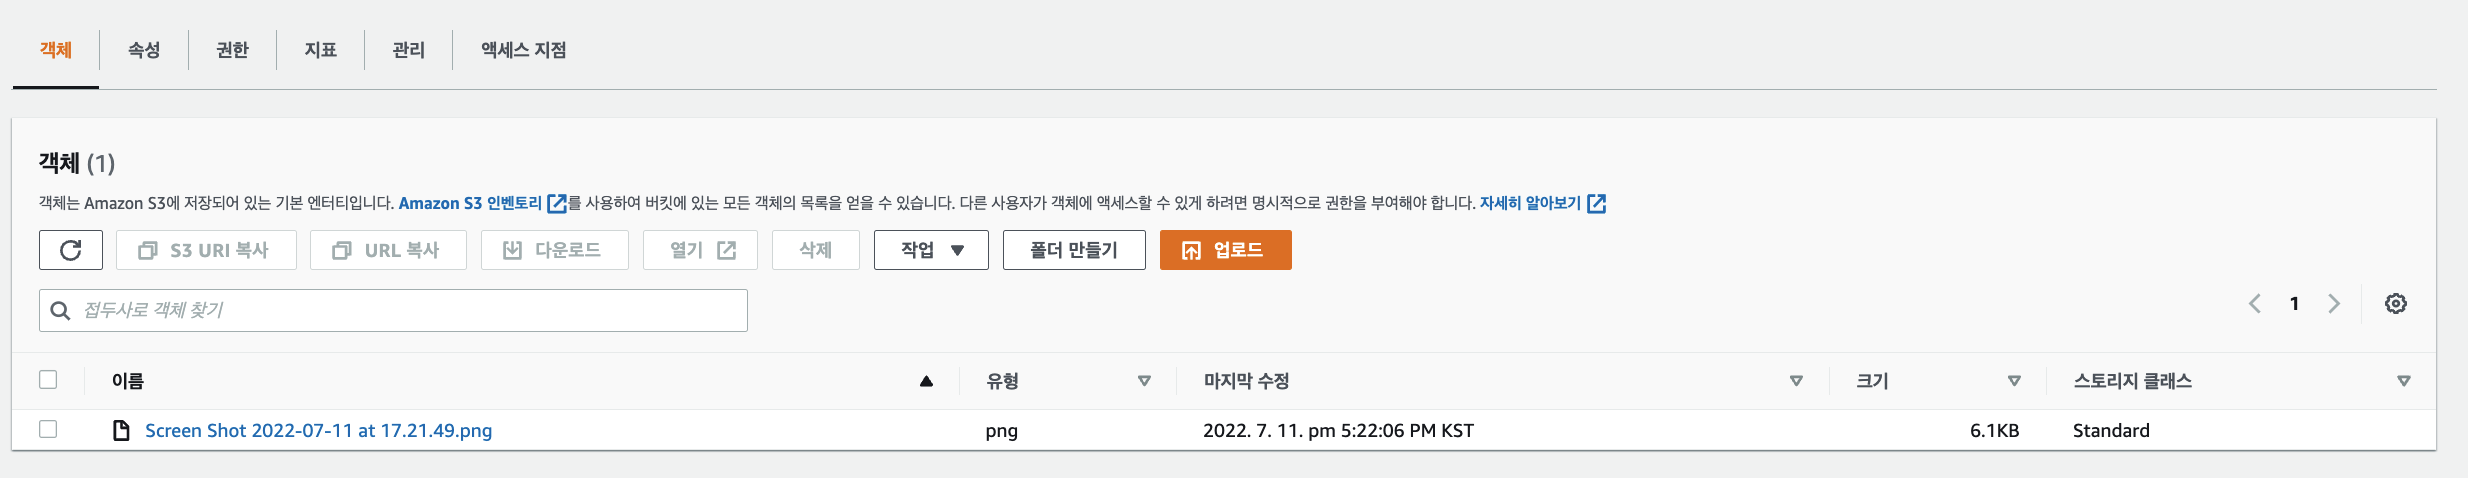 객체
속성
권한
지표
관리
액세스 지점
객체 (1)
객체는 Amazon S3에 저장되어 있는 기본 엔터티입니다. Amazon S3 인벤토리를 사용하여 버킷에 있는 모든 객체의 목록을 얻을 수 있습니다. 다른 사용자가 객체에 액세스할 수 있게 하려면 명시적으로 권한을 부여해야 합니다. 자세히 알아보기
S3 URI 복사
URL 복사
다운로드
열기
삭제
작업
폴더 만들기
업로드
접두사로 객체 찾기
1
이름
유형
마지막 수정
크기
스토리지 클래스
Screen Shot 2022-07-11 at 17.21.49.png
png
2022. 7. 11. pm 5:22:06 PM KST
6.1KB
Standard